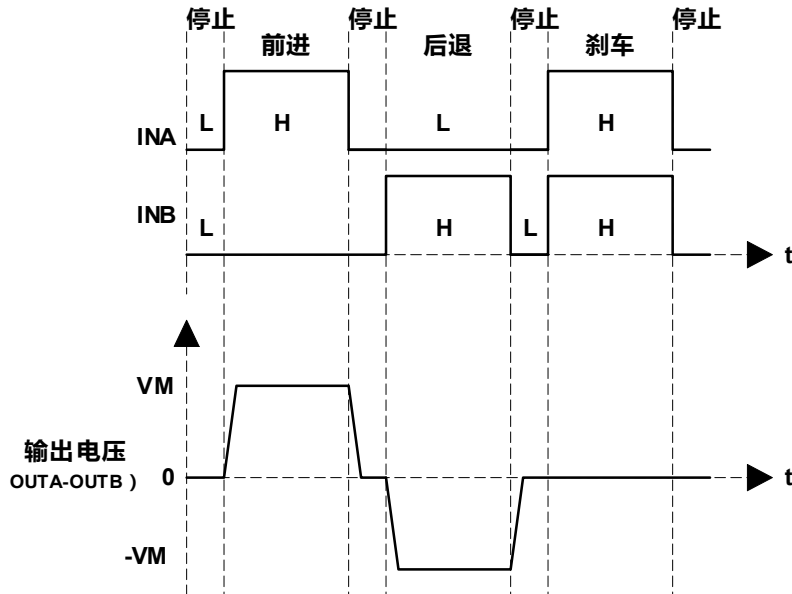 停止 停止 停止 停止
前进 后退 刹车
L H L H
INA
INB
L H L H
t
VM
输出电压
OUTA-OUTB ) 0 t
-VM